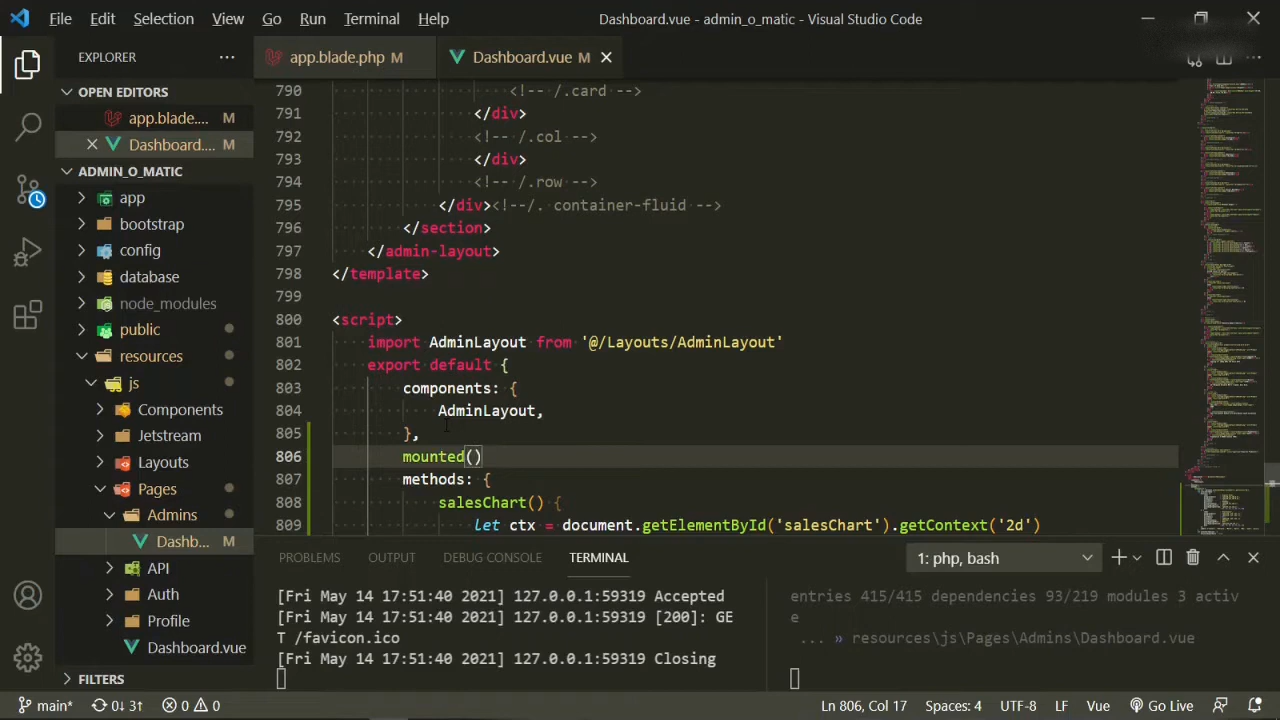 File Edit Selection View Go Run Terminal Help Dashboard.vue - admin_o_matic - Visual Studio Code
EXPLORER
app.blade.php M Dashboard.vue M
OPEN EDITORS
app.blade.... M
Dashboard.... M
ADMIN_O_MATIC
app
bootstrap
config
database
node_modules
public
resources
js
Components
Jetstream
Layouts
Pages
Admins
Dashb... M
API
Auth
Profile
Dashboard.vue
FILTERS
790 <!-- /.card -->
791 </div>
792 <!-- /.col -->
793 </div>
794 <!-- /.row -->
795 </div><!-- container-fluid -->
796 </section>
797 </admin-layout>
798 </template>
799
800 <script>
801 import AdminLayout from '@/Layouts/AdminLayout'
802 export default {
803 components: {
804 AdminLayout,
805 },
806 mounted()
807 methods: {
808 salesChart() {
809 let ctx = document.getElementById('salesChart').getContext('2d')
PROBLEMS OUTPUT DEBUG CONSOLE TERMINAL 1: php, bash
[Fri May 14 17:51:40 2021] 127.0.0.1:59319 Accepted
[Fri May 14 17:51:40 2021] 127.0.0.1:59319 [200]: GE
T /favicon.ico
[Fri May 14 17:51:40 2021] 127.0.0.1:59319 Closing
entries 415/415 dependencies 93/219 modules 3 activ
e
... » resources\js\Pages\Admins\Dashboard.vue
main* 0↓ 3↑ 0 0 Ln 806, Col 17 Spaces: 4 UTF-8 LF Vue Go Live